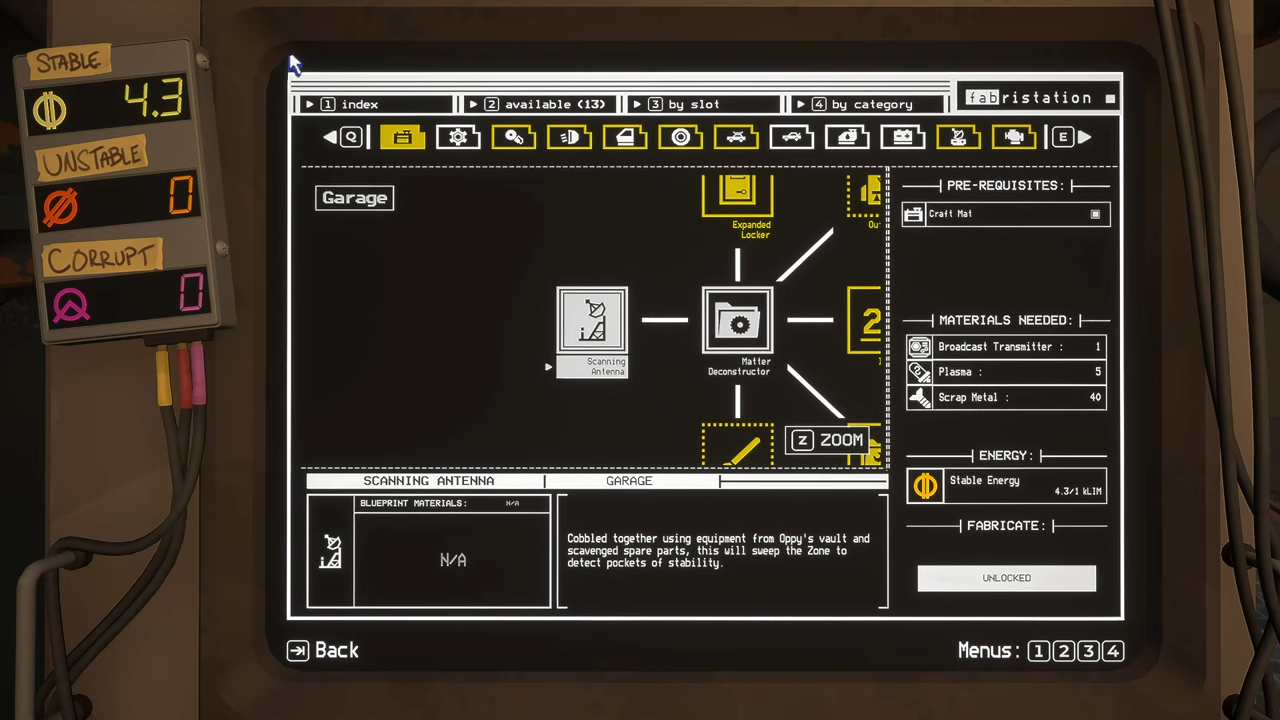 STABLE
4.3
UNSTABLE
0
CORRUPT
0
1 index
2 available (13)
3 by slot
4 by category
fabristation
Q
E
Garage
Expanded
Locker
Ou
Scanning
Antenna
Matter
Deconstructor
2
Z ZOOM
PRE-REQUISITES:
Craft Mat
MATERIALS NEEDED:
Broadcast Transmitter : 1
Plasma : 5
Scrap Metal : 40
ENERGY:
Stable Energy
4.3/1 kLIM
FABRICATE:
UNLOCKED
SCANNING ANTENNA
GARAGE
BLUEPRINT MATERIALS: N/A
N/A
Cobbled together using equipment from Oppy's vault and
scavenged spare parts, this will sweep the Zone to
detect pockets of stability.
Back
Menus: 1 2 3 4